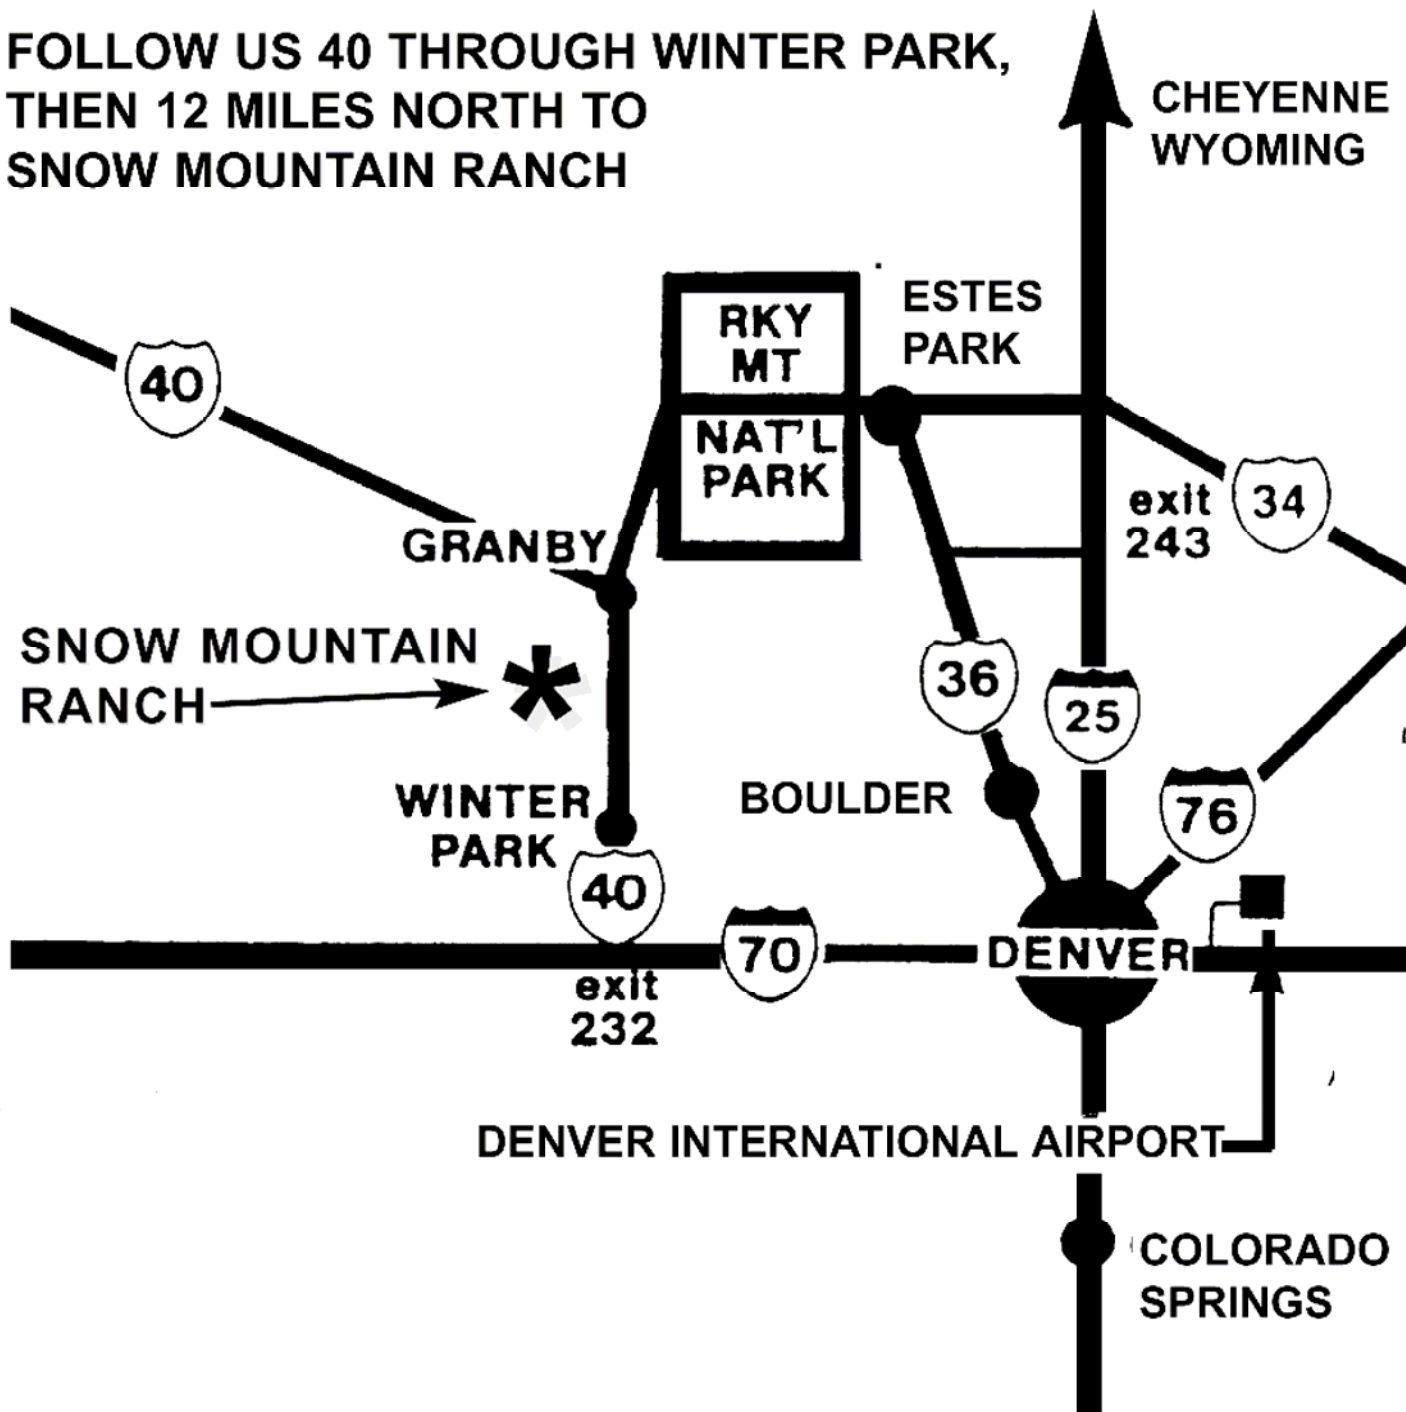 FOLLOW US 40 THROUGH WINTER PARK,
THEN 12 MILES NORTH TO
SNOW MOUNTAIN RANCH
CHEYENNE
WYOMING
ESTES
PARK
RKY
MT
NAT'L
PARK
40
34
exit
243
GRANBY
SNOW MOUNTAIN
RANCH
*
36
25
76
WINTER
PARK
BOULDER
40
70
DENVER
exit
232
DENVER INTERNATIONAL AIRPORT
COLORADO
SPRINGS